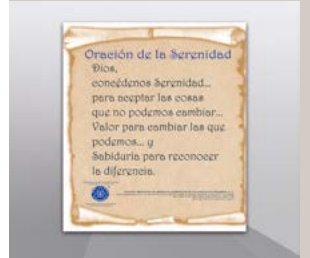 Oración de la Serenidad
Dios,
concédenos Serenidad...
para aceptar las cosas
que no podemos cambiar...
Valor para cambiar las que
podemos... y
Sabiduría para reconocer
la diferencia.